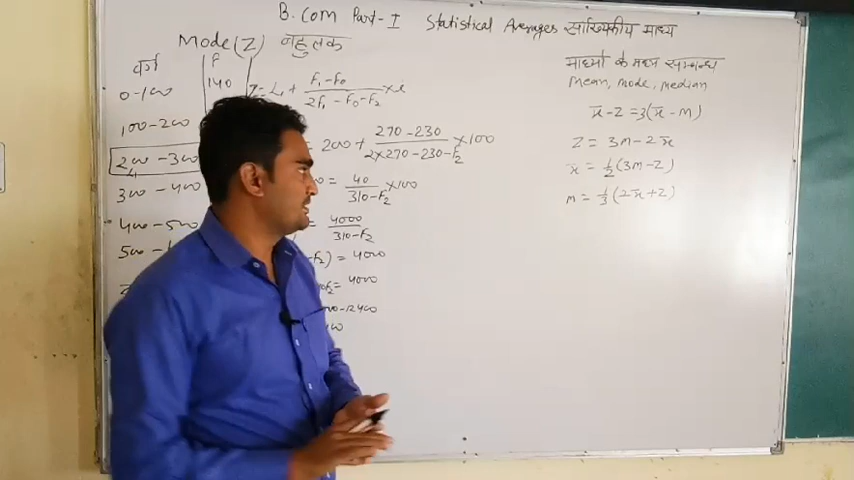 B.Com Part-I Statistical Averages सांख्यिकीय माध्य
Mode(Z) बहुलक
वर्ग F
0-100 140
100-200
200-300
300-400
400-500
500-
Z = L₁ + F₁-F₀ / 2F₁-F₀-F₂ ×i
= 200 + 270-230 / 2×270-230-F₂ ×100
= 40 / 310-F₂ ×100
= 4000 / 310-F₂
F₂) = 4000
F₂ = 4000
-12400
माध्यों के मध्य सम्बन्ध
Mean, mode, median
x̄-Z = 3(x̄-M)
Z = 3M-2x̄
x̄ = ½(3M-Z)
M = ⅓(2x̄+Z)